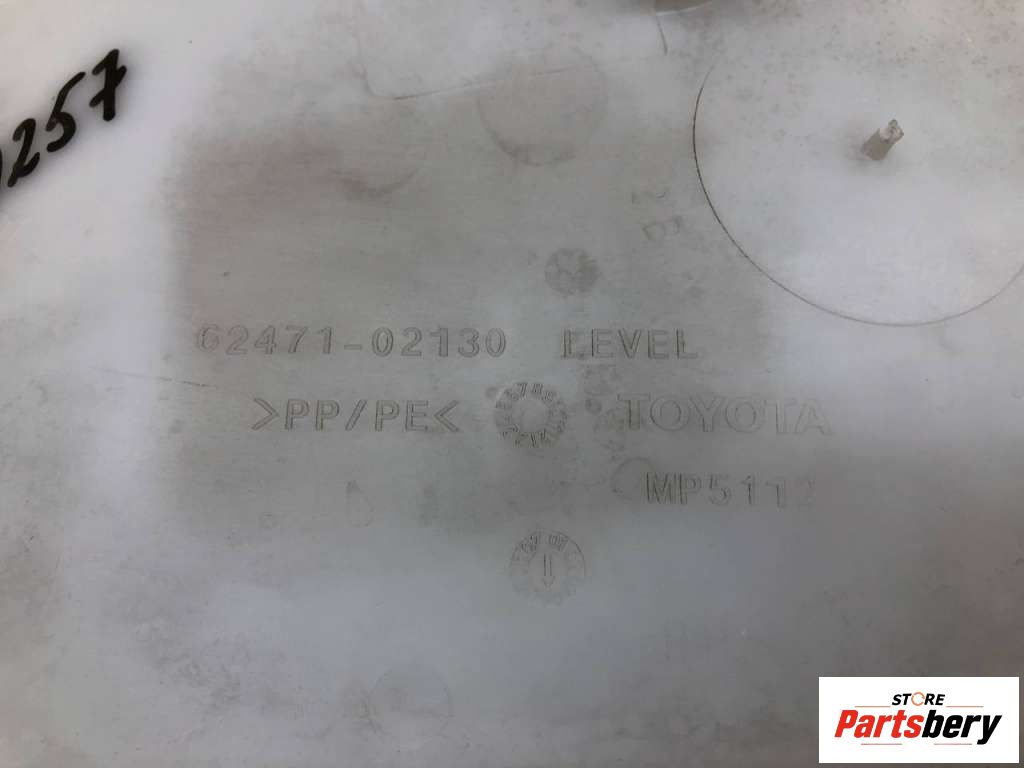 257
62471-02130 LEVEL
>PP/PE<
TOYOTA
MP5112
STORE
Partsbery